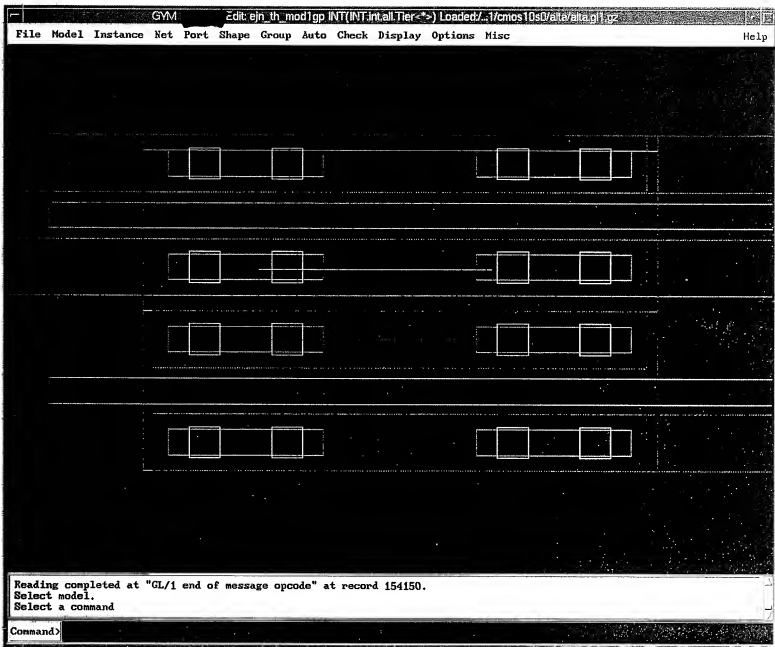 GYM Edit: ejn_th_mod1gp INT(INT.int,all.Tier<*>) Loaded:/..1/cmos10s0/alta/alta.gl1.gz
File Model Instance Net Port Shape Group Auto Check Display Options Misc Help
Reading completed at "GL/1 end of message opcode" at record 154150.
Select model.
Select a command
Command>